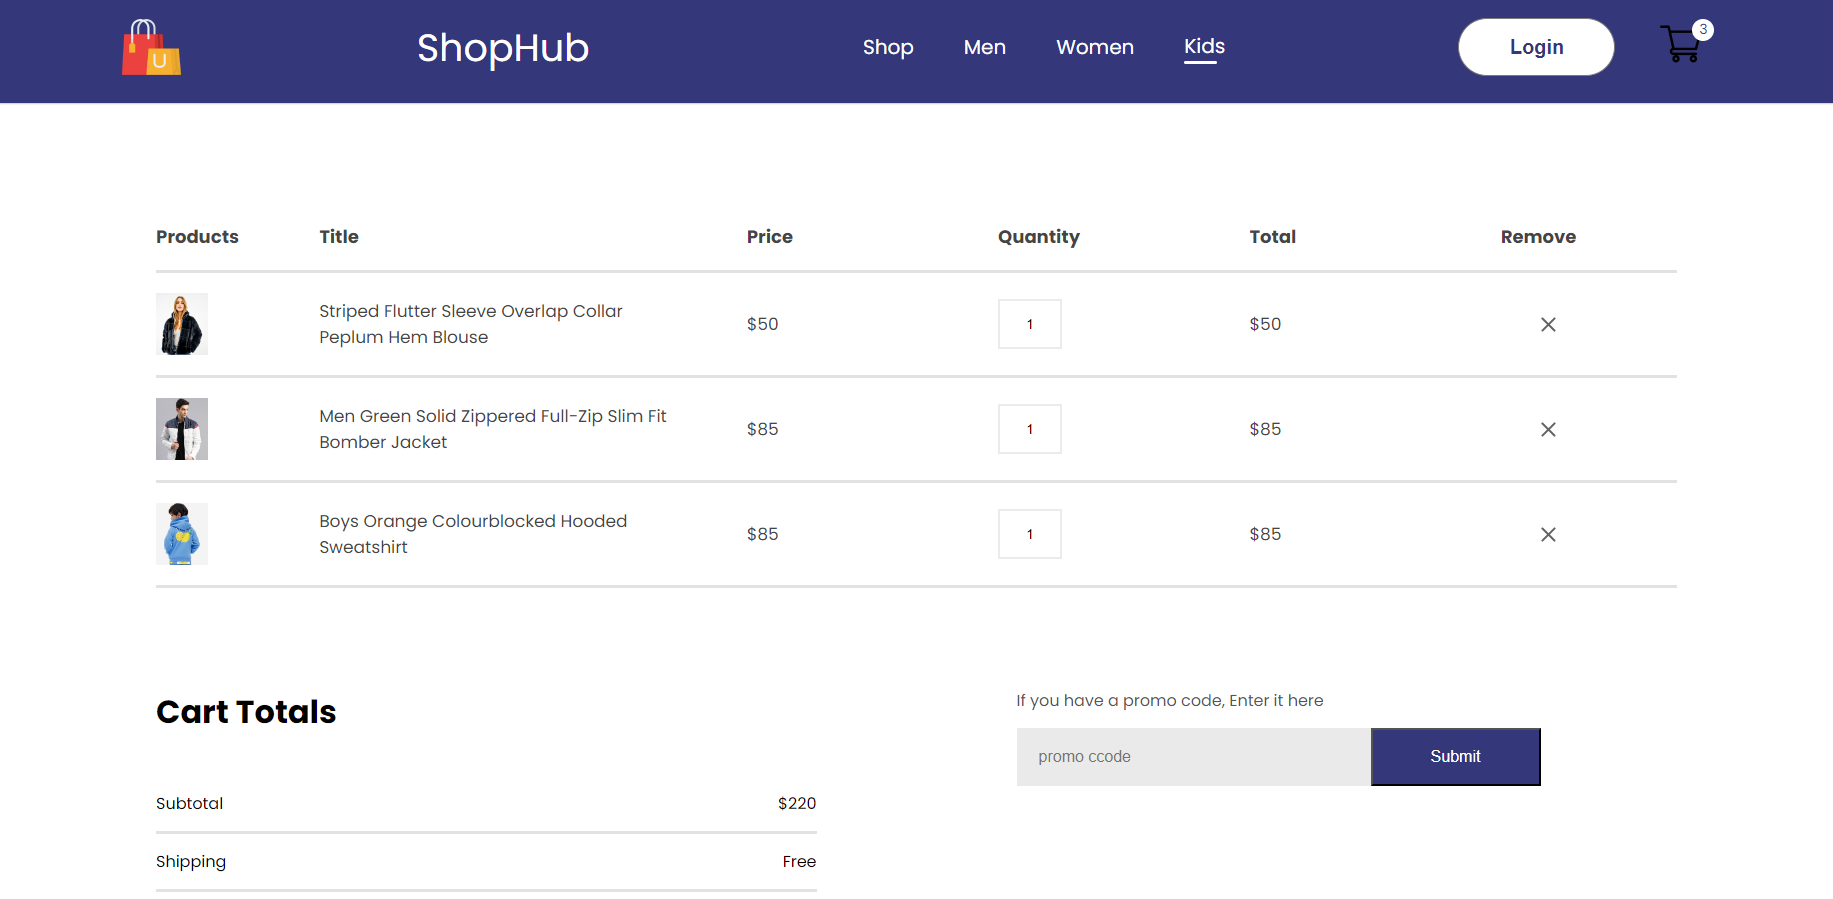 U
ShopHub
Shop
Men
Women
Kids
Login
3
Products
Title
Price
Quantity
Total
Remove
Striped Flutter Sleeve Overlap Collar
Peplum Hem Blouse
$50
1
$50
Men Green Solid Zippered Full-Zip Slim Fit
Bomber Jacket
$85
1
$85
Boys Orange Colourblocked Hooded
Sweatshirt
$85
1
$85
Cart Totals
Subtotal
$220
Shipping
Free
If you have a promo code, Enter it here
promo ccode
Submit